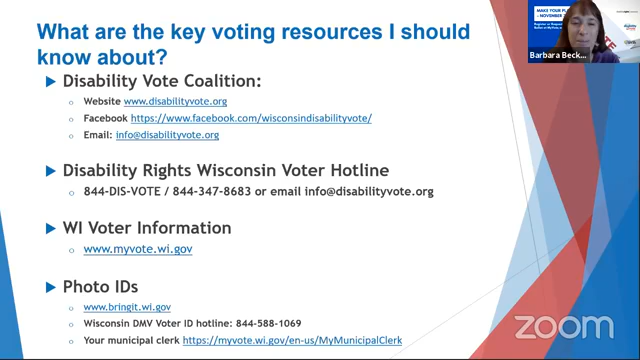 What are the key voting resources I should
know about?
Disability Vote Coalition:
Website www.disabilityvote.org
Facebook https://www.facebook.com/wisconsindisabilityvote/
Email: info@disabilityvote.org
Disability Rights Wisconsin Voter Hotline
844-DIS-VOTE / 844-347-8683 or email info@disabilityvote.org
WI Voter Information
www.myvote.wi.gov
Photo IDs
www.bringit.wi.gov
Wisconsin DMV Voter ID hotline: 844-588-1069
Your municipal clerk https://myvote.wi.gov/en-us/MyMunicipalClerk
MAKE YOUR PL
NOVEMBER
Barbara Beck...
zoom